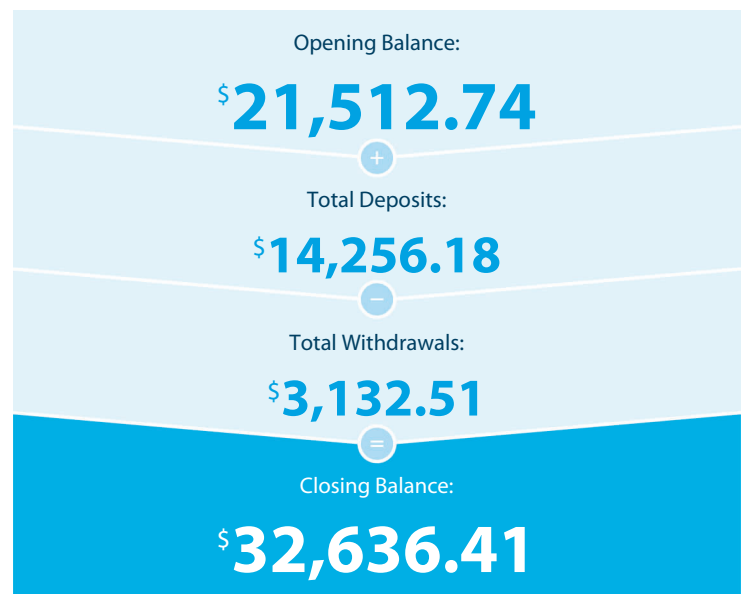 Opening Balance:
$21,512.74
+
Total Deposits:
$14,256.18
−
Total Withdrawals:
$3,132.51
=
Closing Balance:
$32,636.41